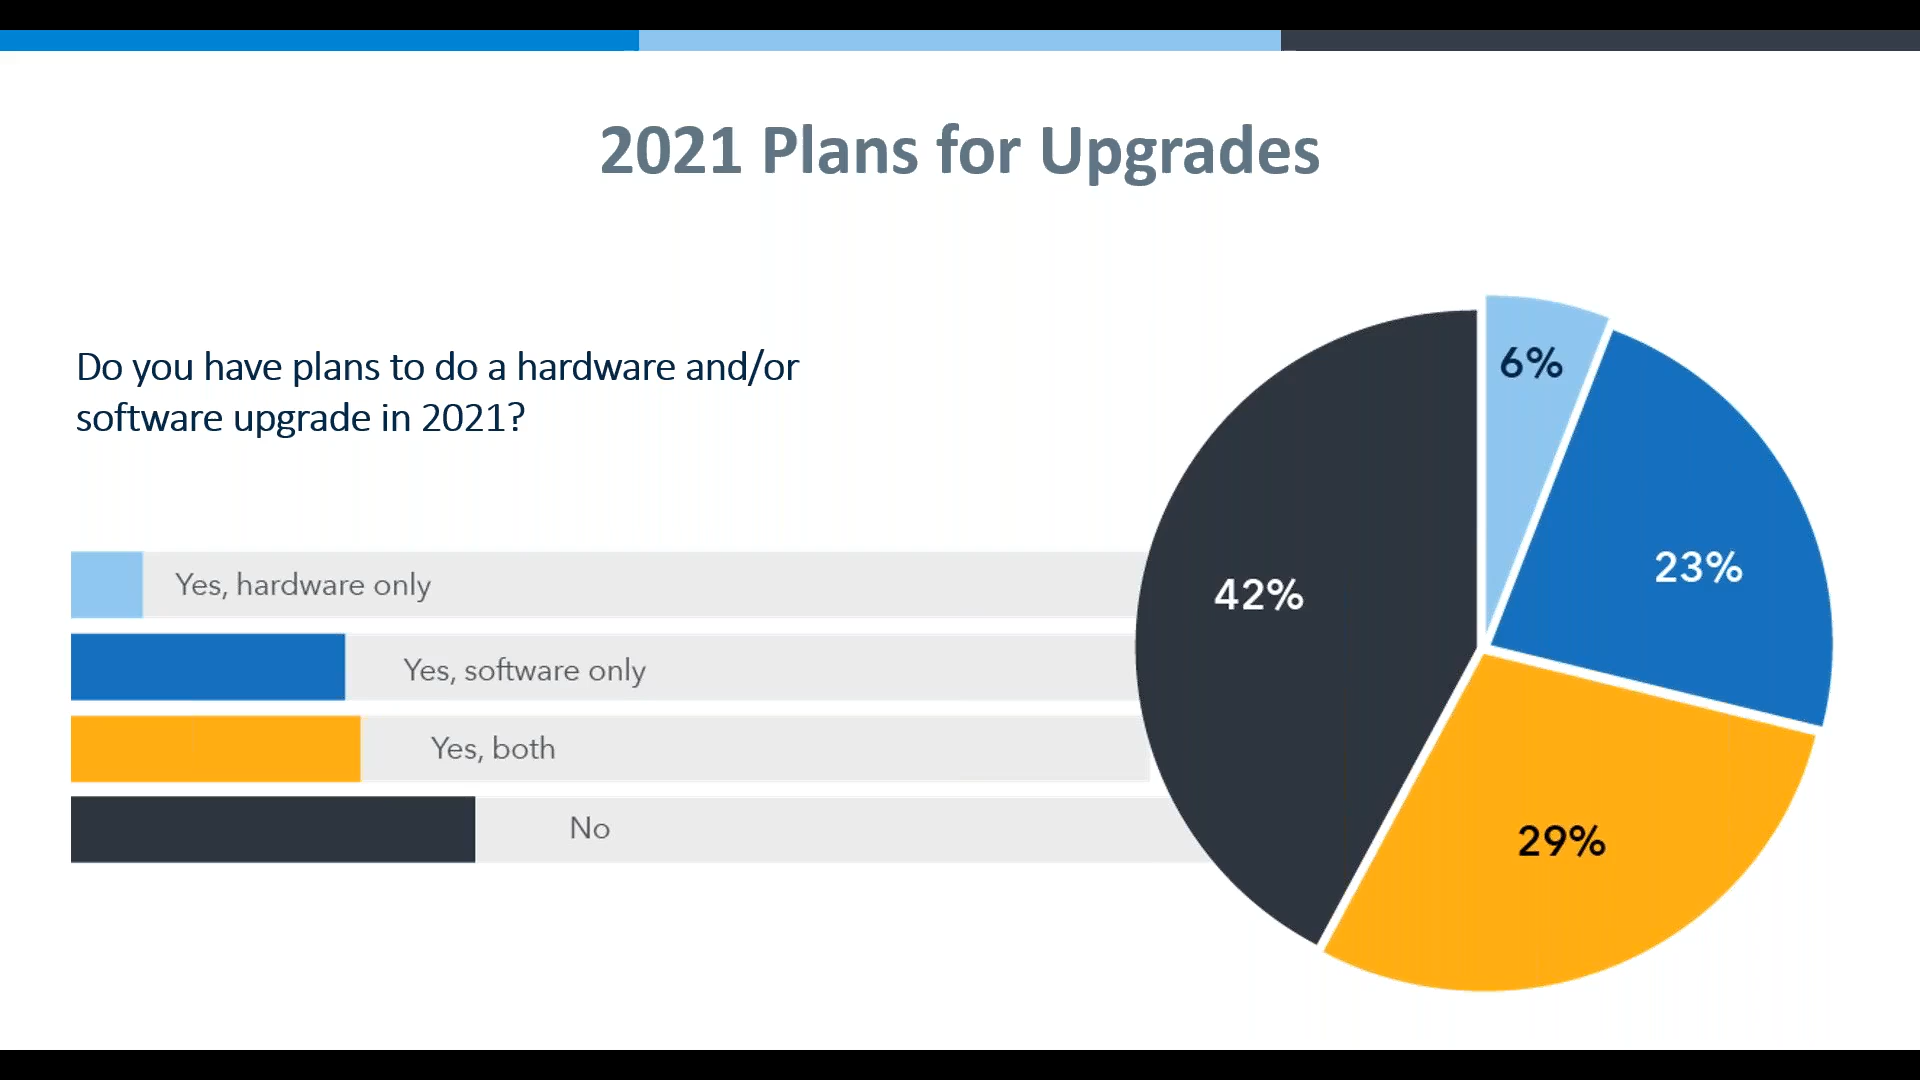 2021 Plans for Upgrades
Do you have plans to do a hardware and/or
software upgrade in 2021?
Yes, hardware only
Yes, software only
Yes, both
No
6%
23%
29%
42%